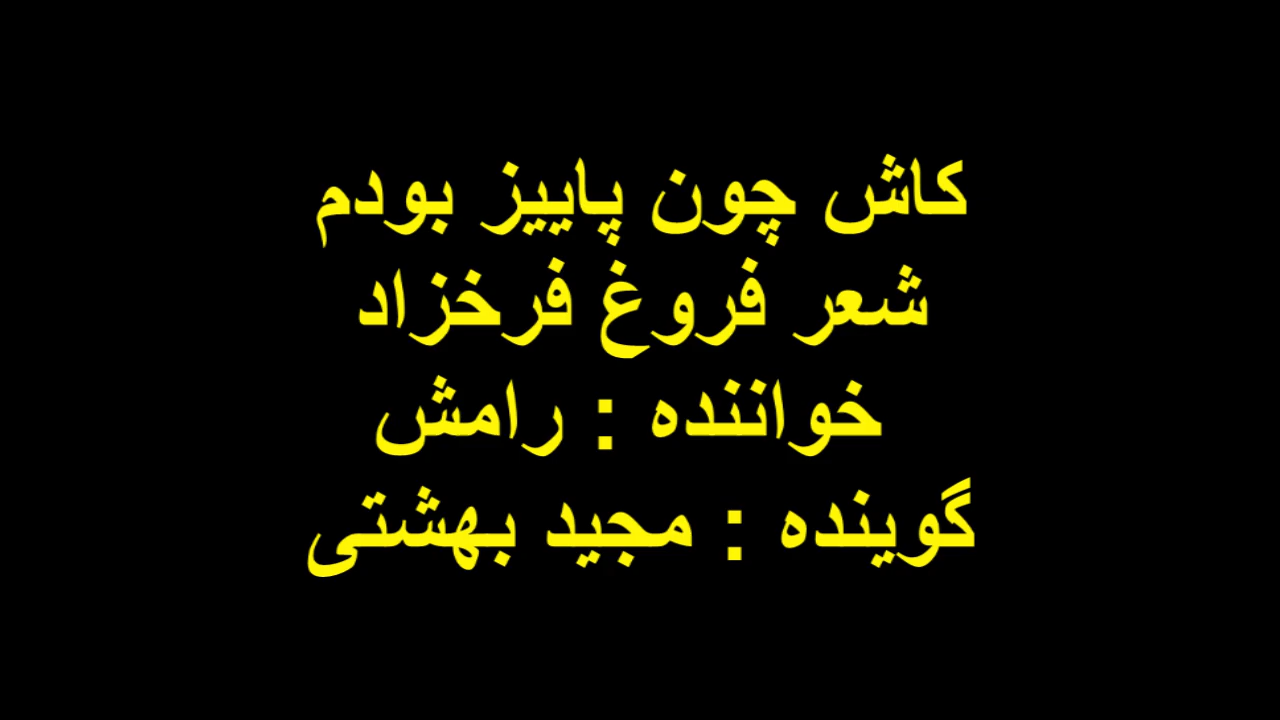 کاش چون پاییز بودم
شعر فروغ فرخزاد
خواننده : رامش
گوینده : مجید بهشتی